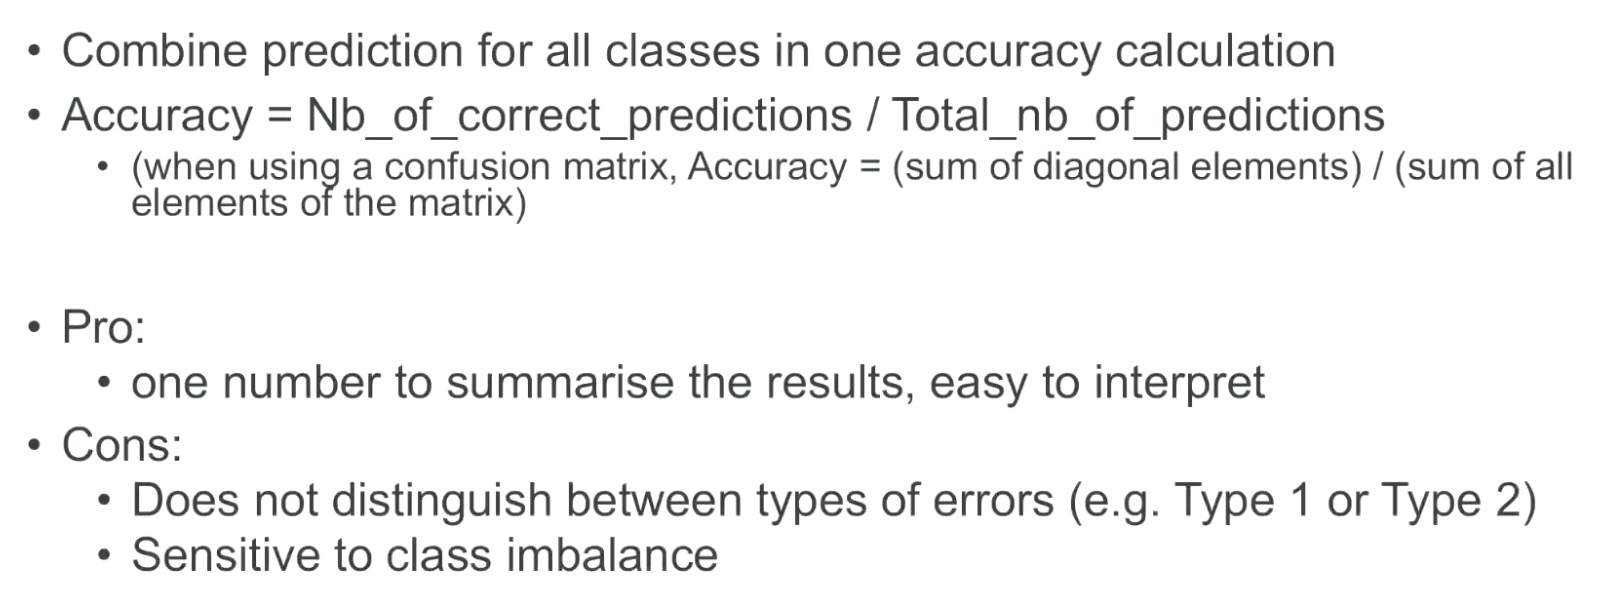 • Combine prediction for all classes in one accuracy calculation
• Accuracy = Nb_of_correct_predictions / Total_nb_of_predictions
• (when using a confusion matrix, Accuracy = (sum of diagonal elements) / (sum of all
elements of the matrix)
• Pro:
• one number to summarise the results, easy to interpret
• Cons:
• Does not distinguish between types of errors (e.g. Type 1 or Type 2)
• Sensitive to class imbalance